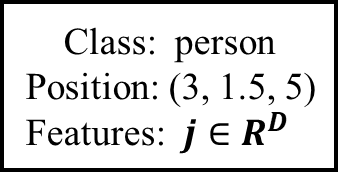 Class: person
Position: (3, 1.5, 5)
Features: j ∈ R^D